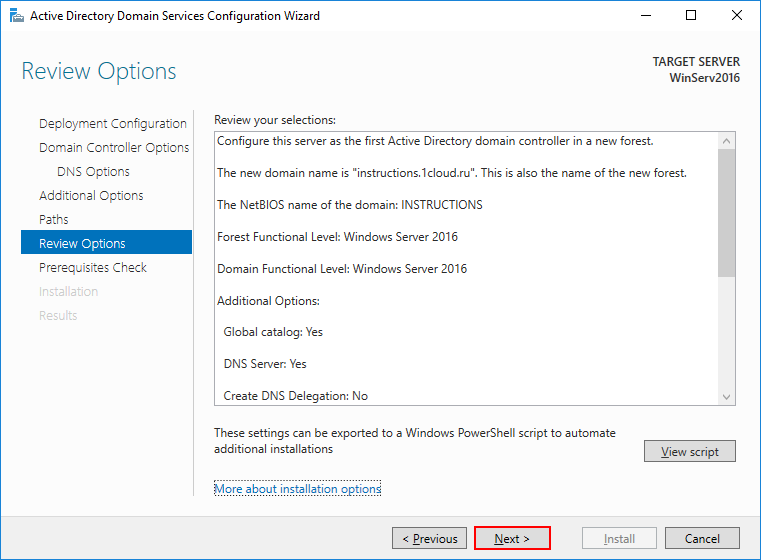 Active Directory Domain Services Configuration Wizard
Review Options
TARGET SERVER
WinServ2016
Deployment Configuration
Domain Controller Options
DNS Options
Additional Options
Paths
Review Options
Prerequisites Check
Installation
Results
Review your selections:
Configure this server as the first Active Directory domain controller in a new forest.
The new domain name is "instructions.1cloud.ru". This is also the name of the new forest.
The NetBIOS name of the domain: INSTRUCTIONS
Forest Functional Level: Windows Server 2016
Domain Functional Level: Windows Server 2016
Additional Options:
Global catalog: Yes
DNS Server: Yes
Create DNS Delegation: No
These settings can be exported to a Windows PowerShell script to automate
additional installations
View script
More about installation options
< Previous
Next >
Install
Cancel